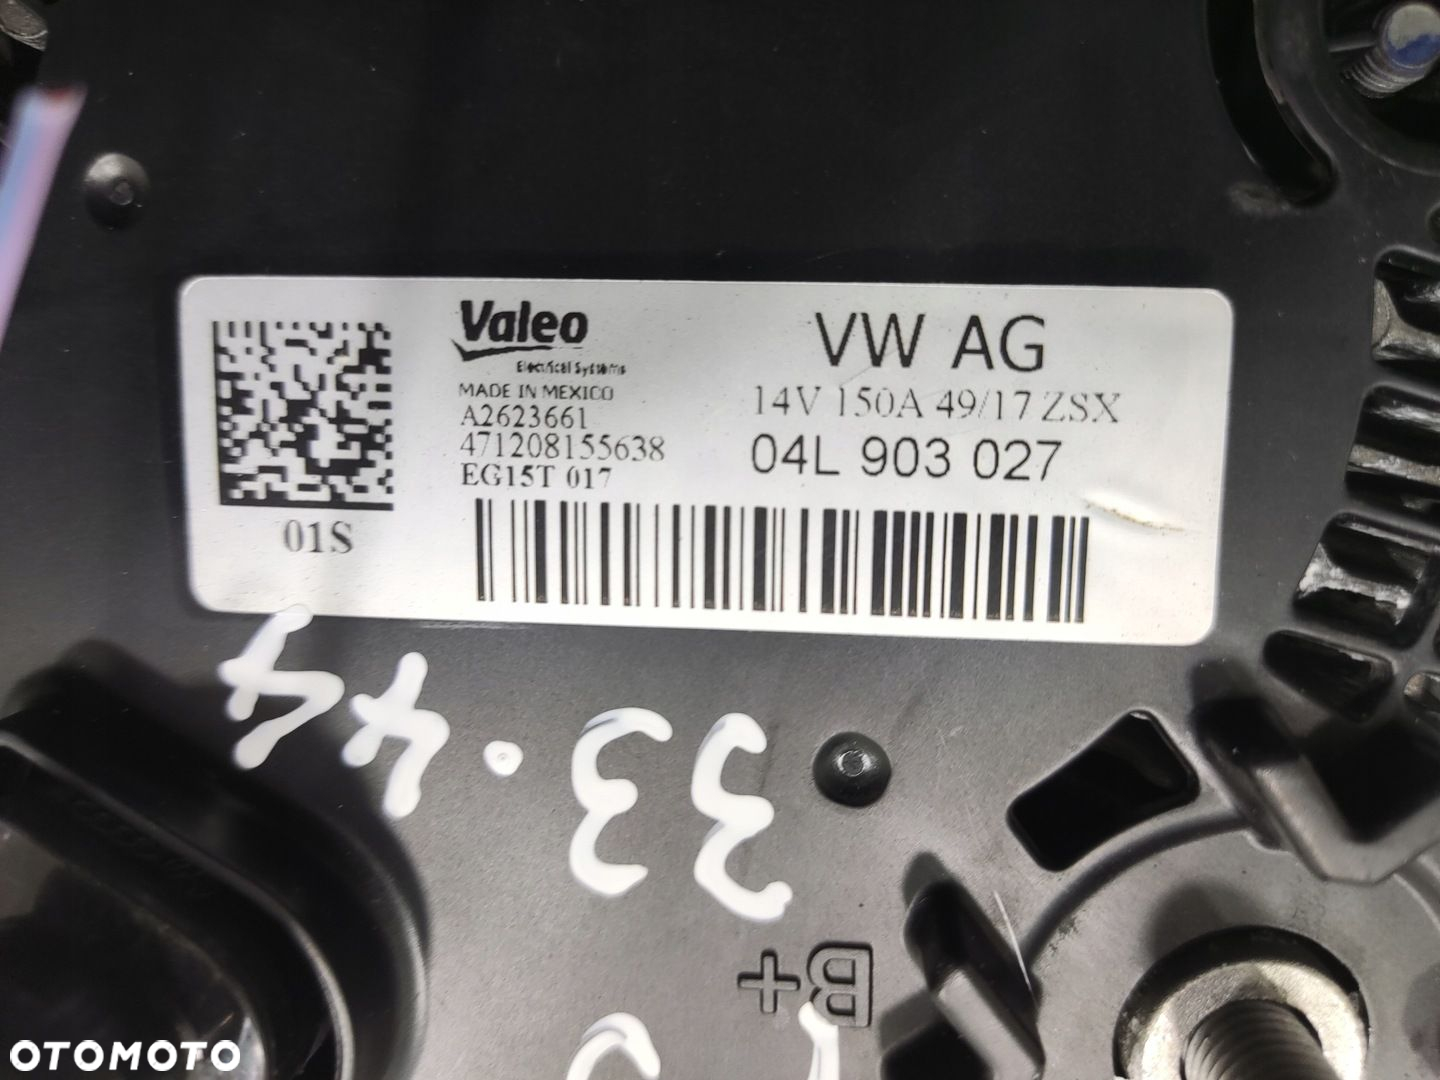 Valeo
Electrical Systems
MADE IN MEXICO
A2623661
471208155638
EG15T 017
01S
VW AG
14V 150A 49/17 ZSX
04L 903 027
33.44
B+
OTOMOTO